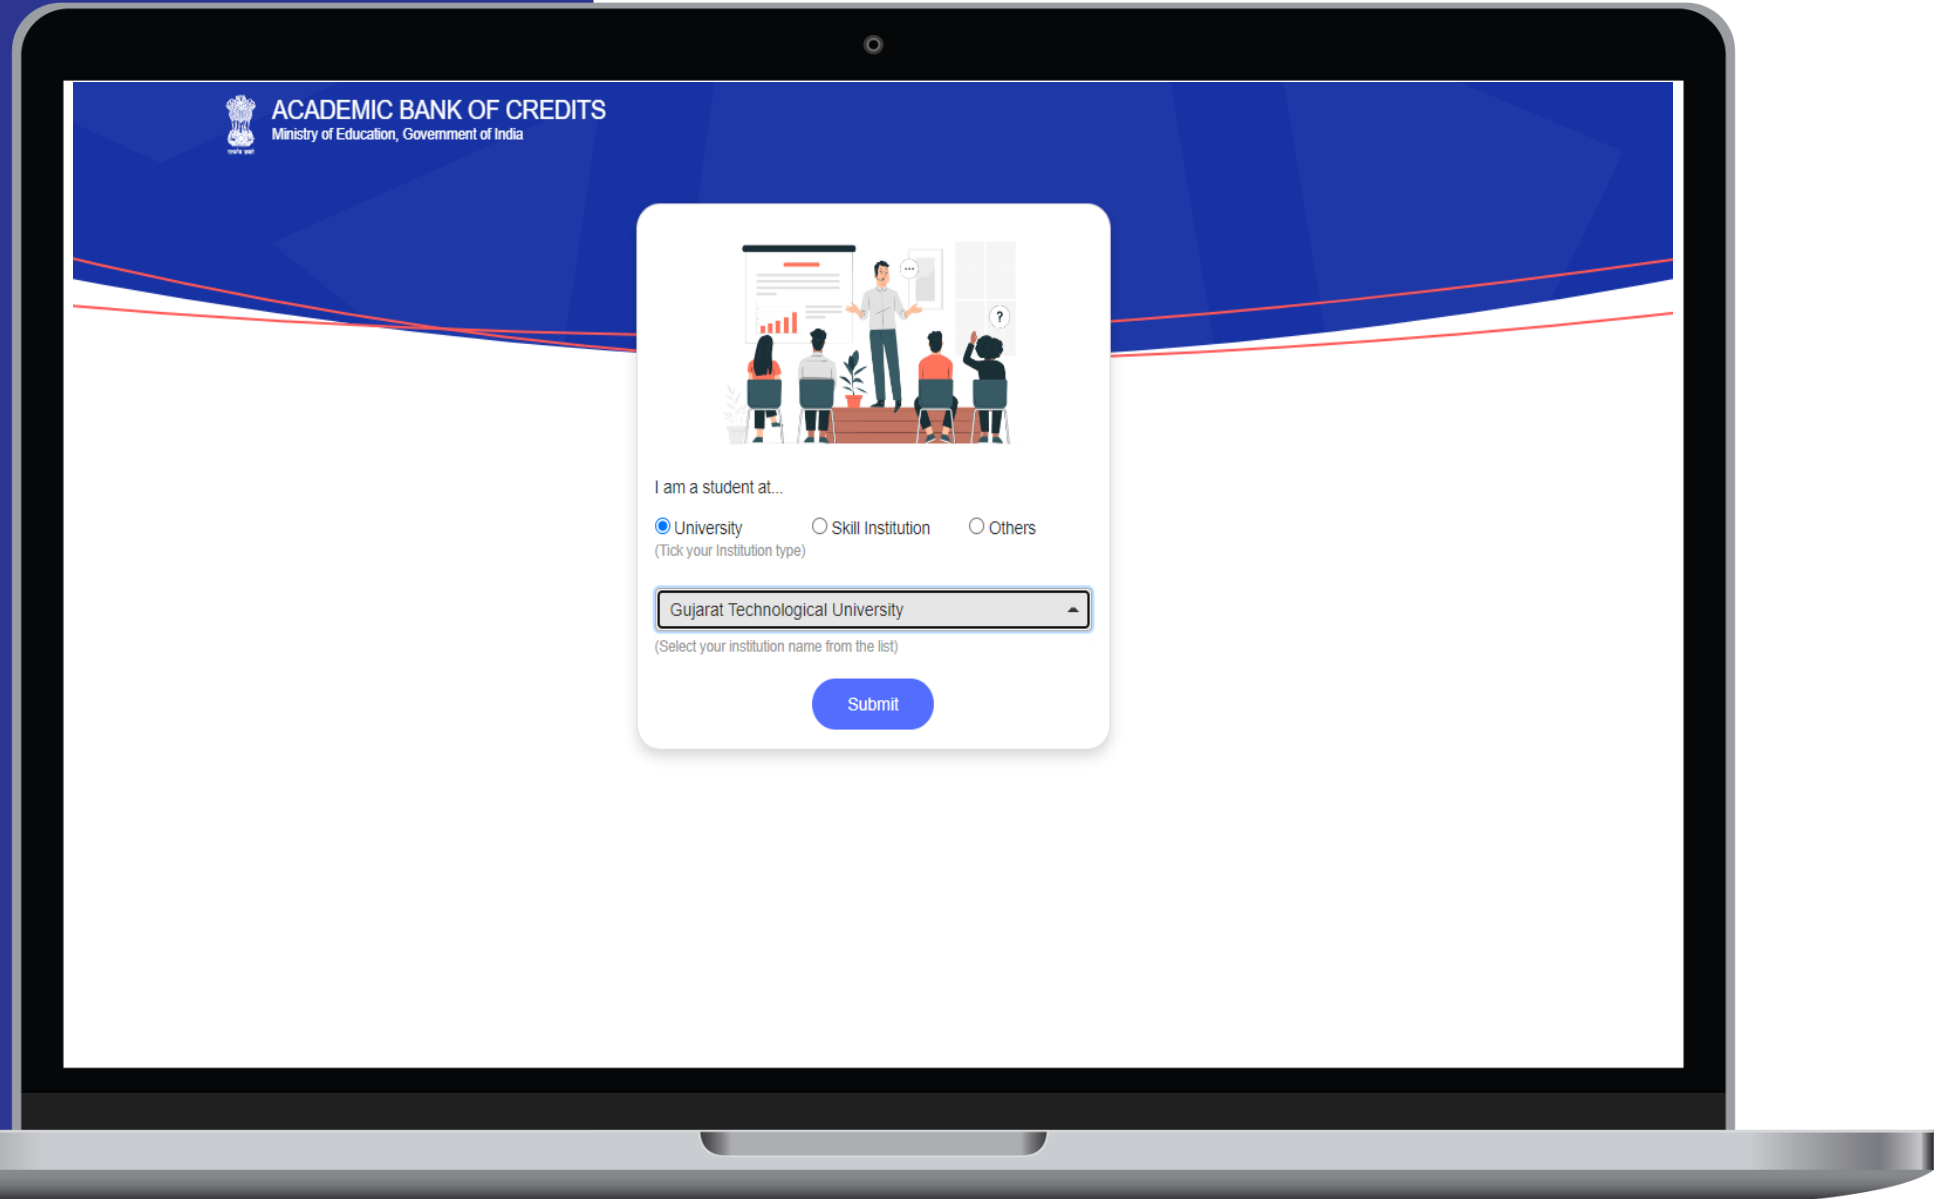 ACADEMIC BANK OF CREDITS
Ministry of Education, Government of India
?
I am a student at...
University Skill Institution Others
(Tick your Institution type)
Gujarat Technological University
(Select your institution name from the list)
Submit